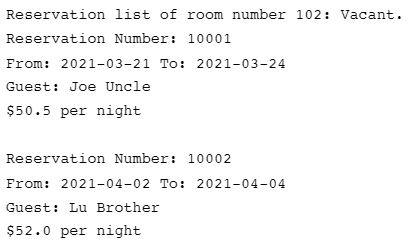 Reservation list of room number 102: Vacant.
Reservation Number: 10001
From: 2021-03-21 To: 2021-03-24
Guest: Joe Uncle
$50.5 per night

Reservation Number: 10002
From: 2021-04-02 To: 2021-04-04
Guest: Lu Brother
$52.0 per night